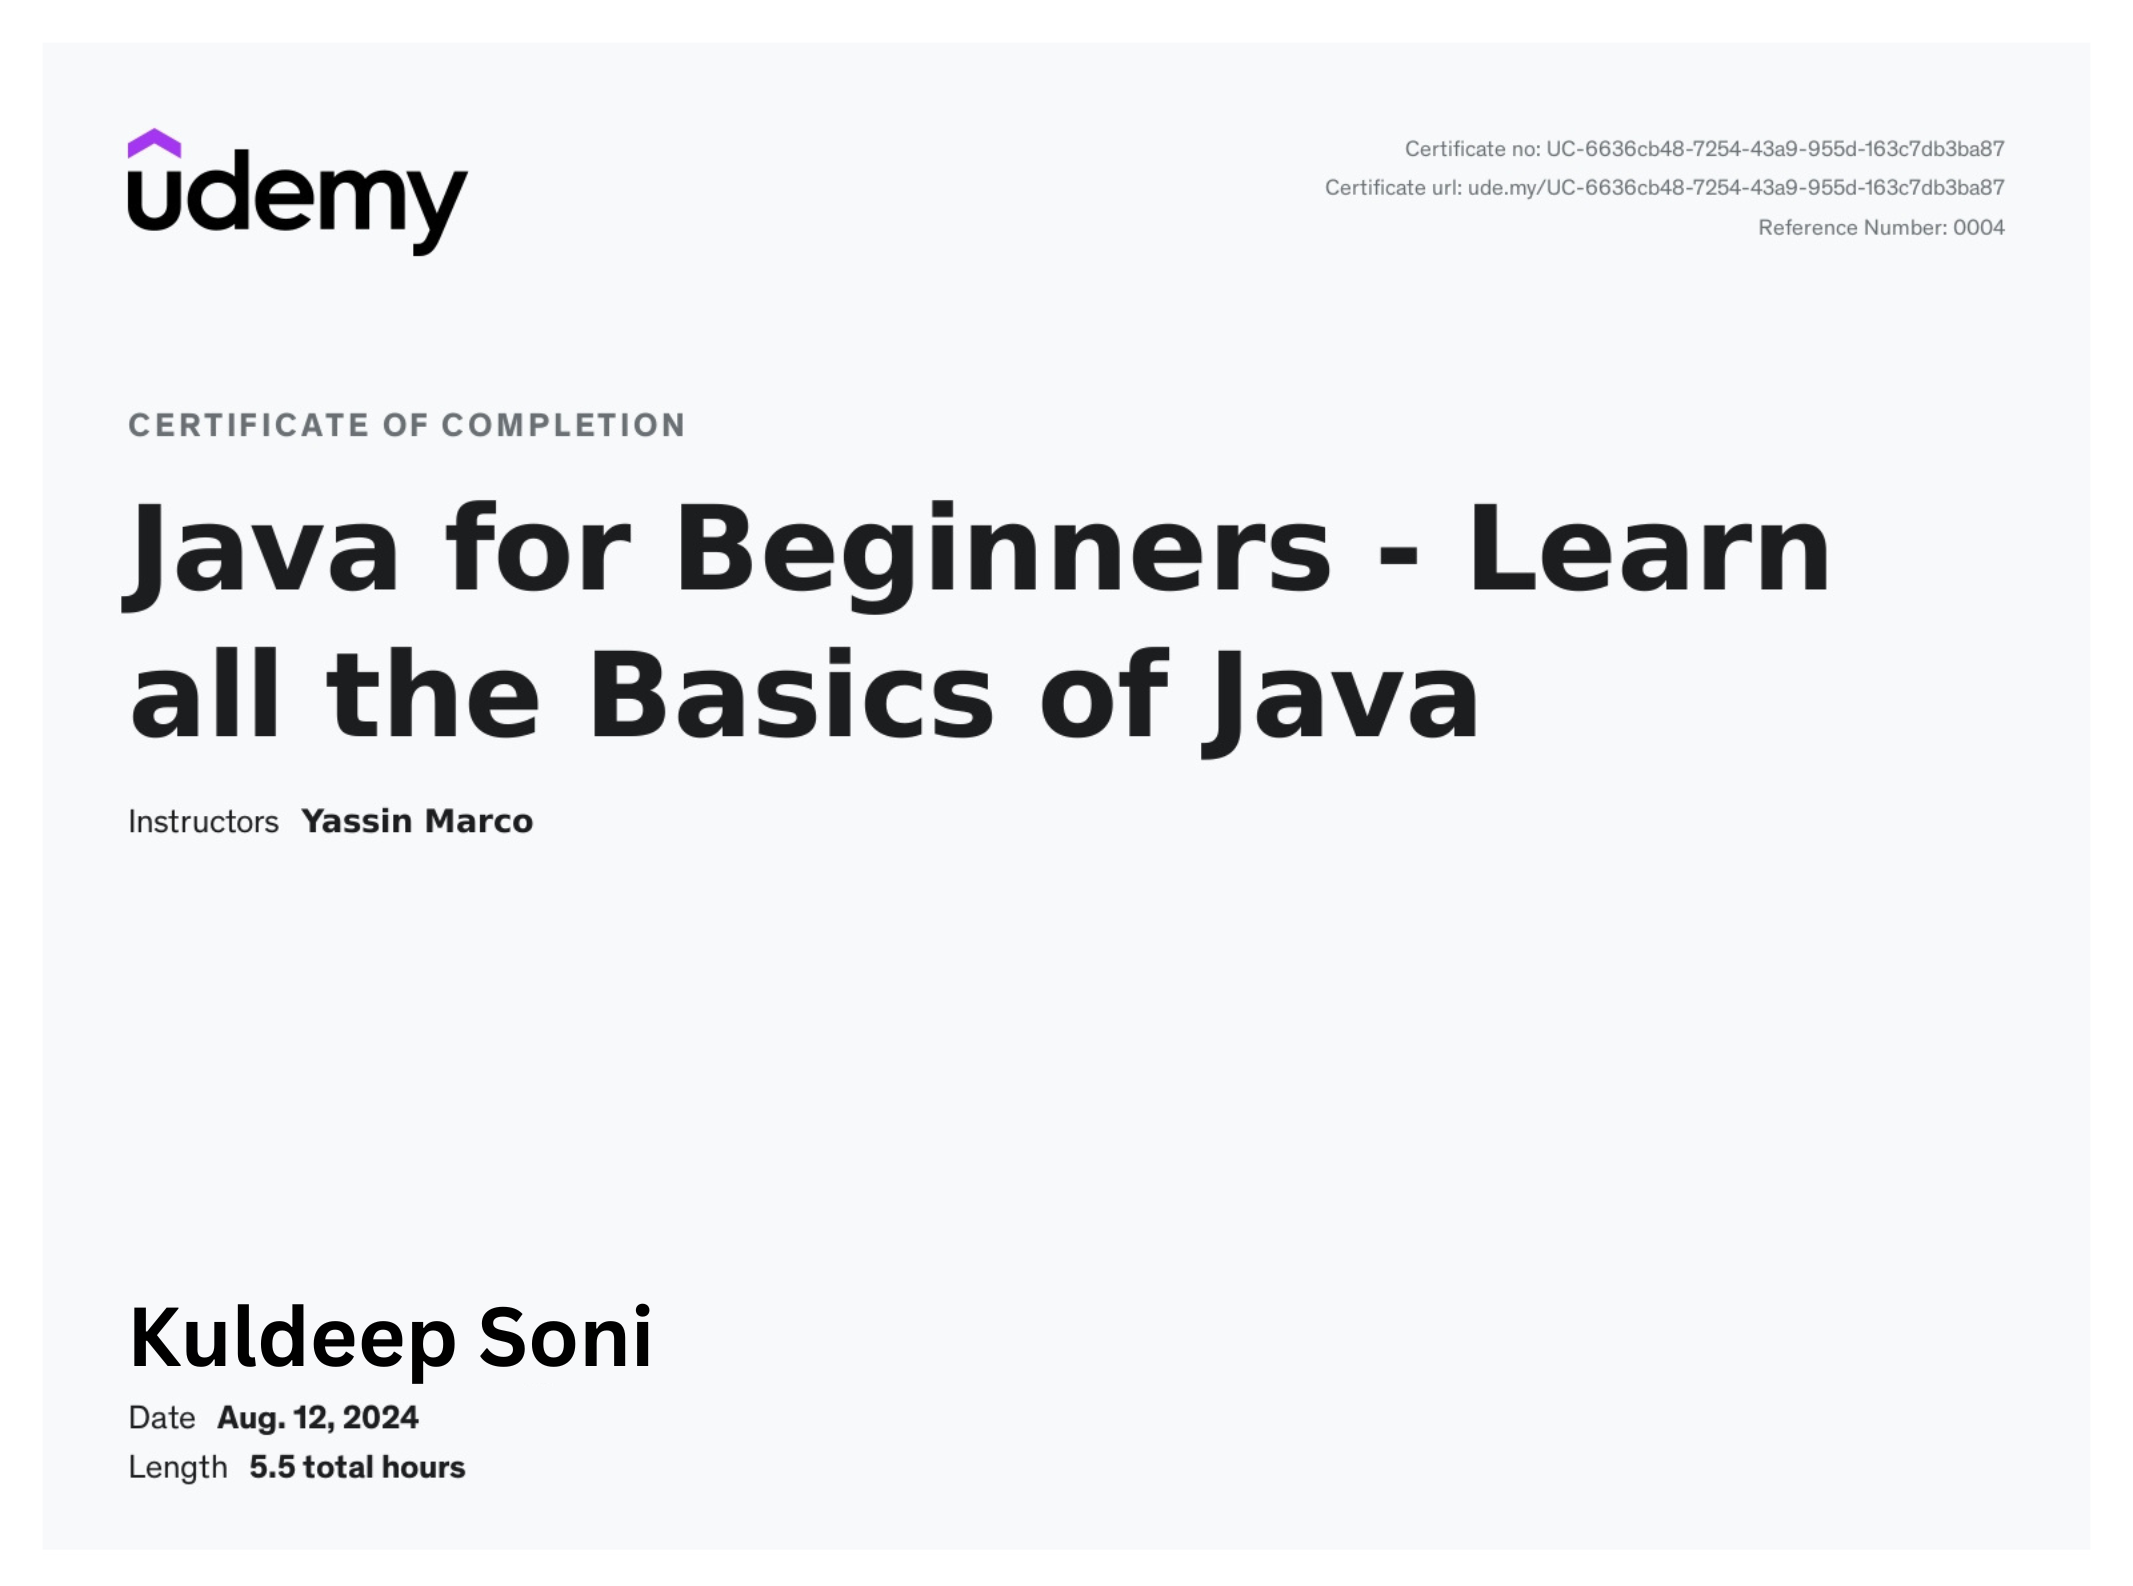 udemy
Certificate no: UC-6636cb48-7254-43a9-955d-163c7db3ba87
Certificate url: ude.my/UC-6636cb48-7254-43a9-955d-163c7db3ba87
Reference Number: 0004
CERTIFICATE OF COMPLETION
Java for Beginners - Learn
all the Basics of Java
Instructors Yassin Marco
Kuldeep Soni
Date Aug. 12, 2024
Length 5.5 total hours